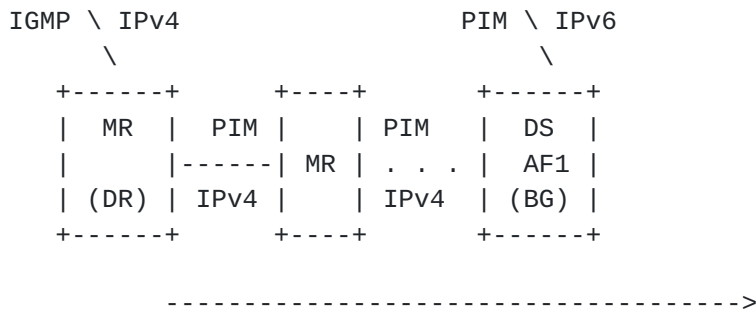 IGMP \ IPv4                  PIM \ IPv6
      \                            \
   +------+      +----+       +------+
   |  MR  |  PIM |    | PIM   |  DS  |
   |      |------| MR | . . . |  AF1 |
   | (DR) | IPv4 |    | IPv4  | (BG) |
   +------+      +----+       +------+
          ------------------------------------->